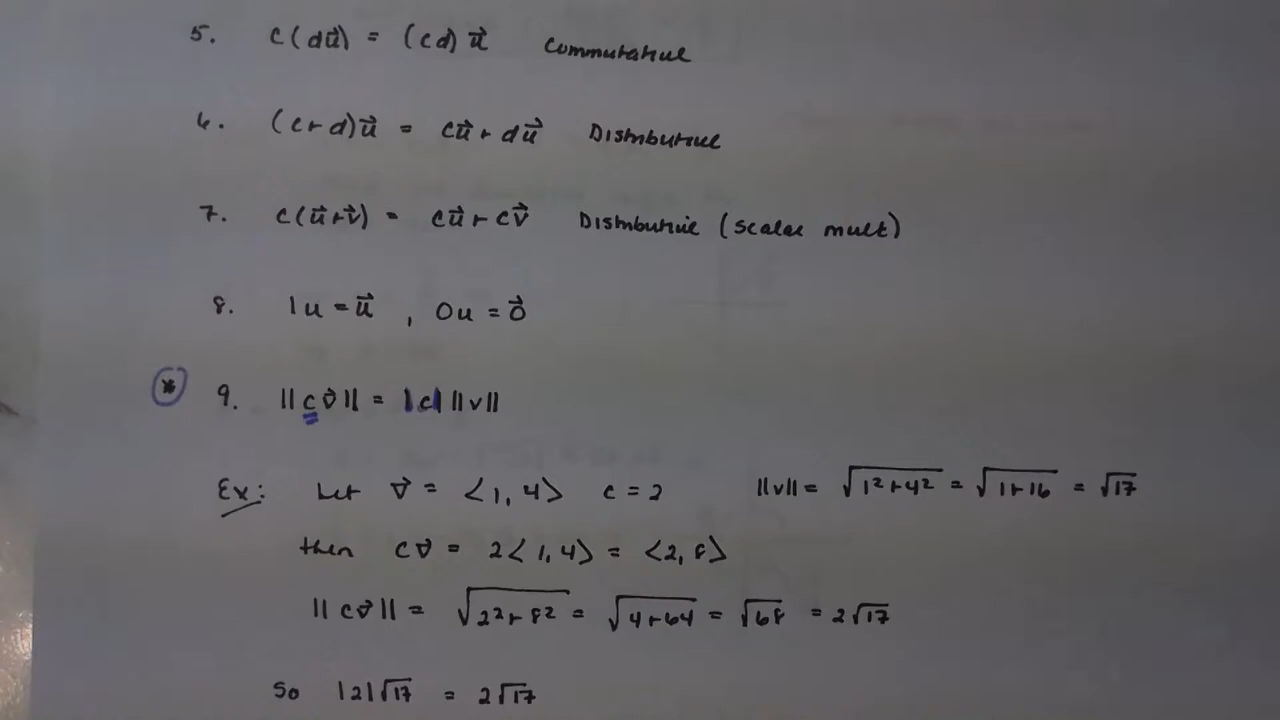 5. c(du⃗) = (cd)u⃗ Commutative
6. (c+d)u⃗ = cu⃗ + du⃗ Distributive
7. c(u⃗+v⃗) = cu⃗ + cv⃗ Distributive (scalar mult)
8. 1u = u⃗ , 0u = 0⃗
* 9. ||cv⃗|| = |c| ||v||
Ex: Let v⃗ = <1, 4> c = 2 ||v|| = √(1²+4²) = √(1+16) = √17
then cv⃗ = 2<1,4> = <2, 8>
||cv⃗|| = √(2²+8²) = √(4+64) = √68 = 2√17
So |2|√17 = 2√17